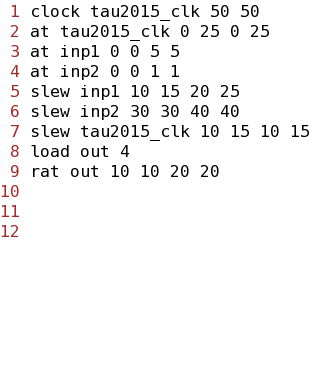 1 clock tau2015_clk 50 50
2 at tau2015_clk 0 25 0 25
3 at inp1 0 0 5 5
4 at inp2 0 0 1 1
5 slew inp1 10 15 20 25
6 slew inp2 30 30 40 40
7 slew tau2015_clk 10 15 10 15
8 load out 4
9 rat out 10 10 20 20
10
11
12